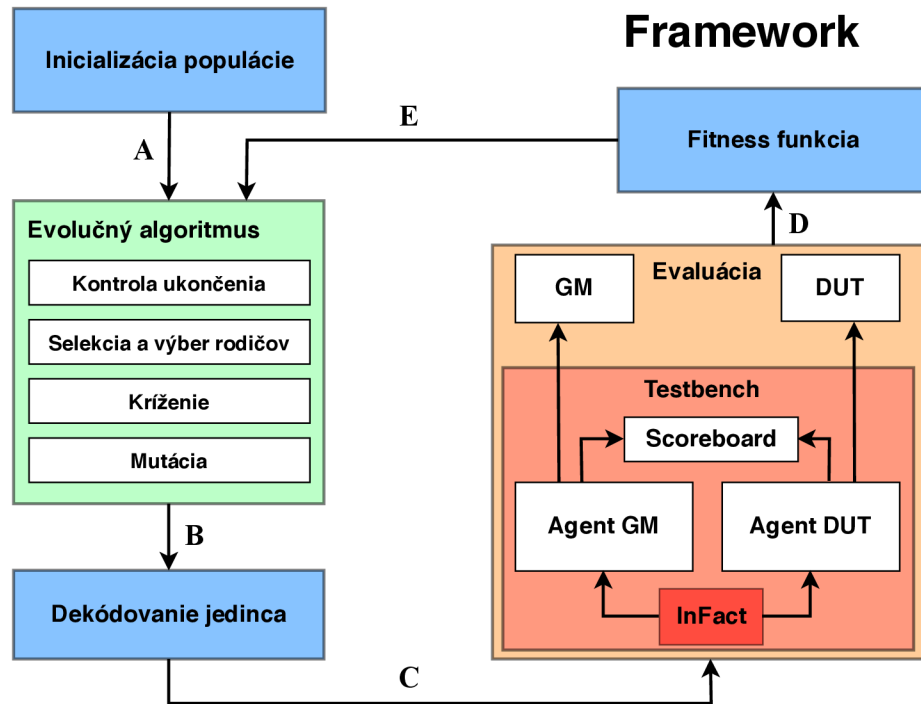 Framework
Inicializácia populácie
A
E
Fitness funkcia
D
Evolučný algoritmus
Kontrola ukončenia
Selekcia a výber rodičov
Kríženie
Mutácia
B
Dekódovanie jedinca
C
Evaluácia
GM
DUT
Testbench
Scoreboard
Agent GM
Agent DUT
InFact